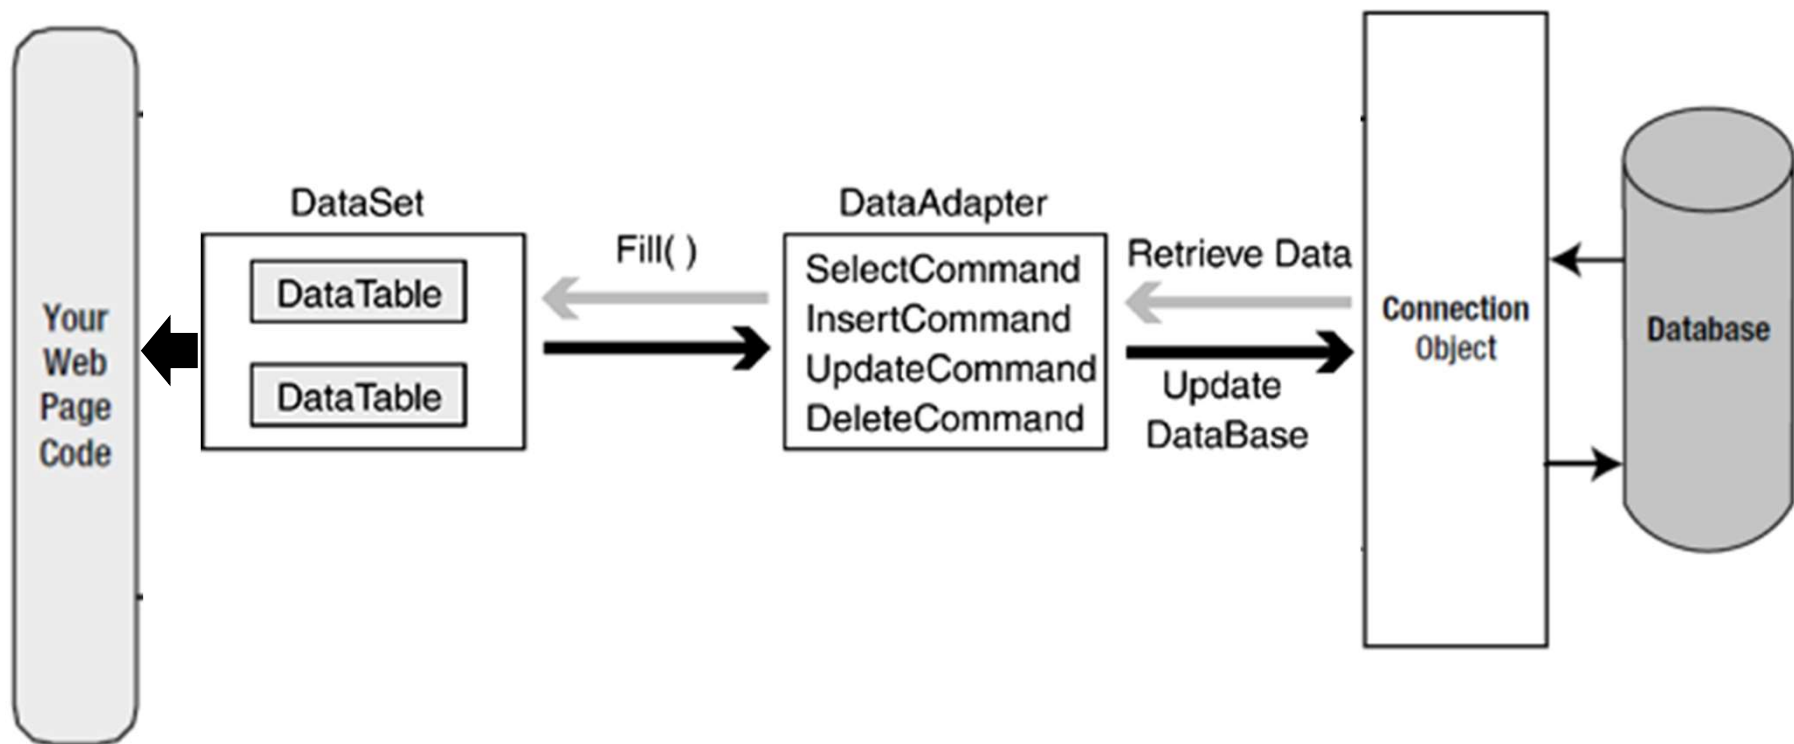 Your
Web
Page
Code
DataSet
DataTable
DataTable
Fill( )
DataAdapter
SelectCommand
InsertCommand
UpdateCommand
DeleteCommand
Retrieve Data
Update
DataBase
Connection
Object
Database